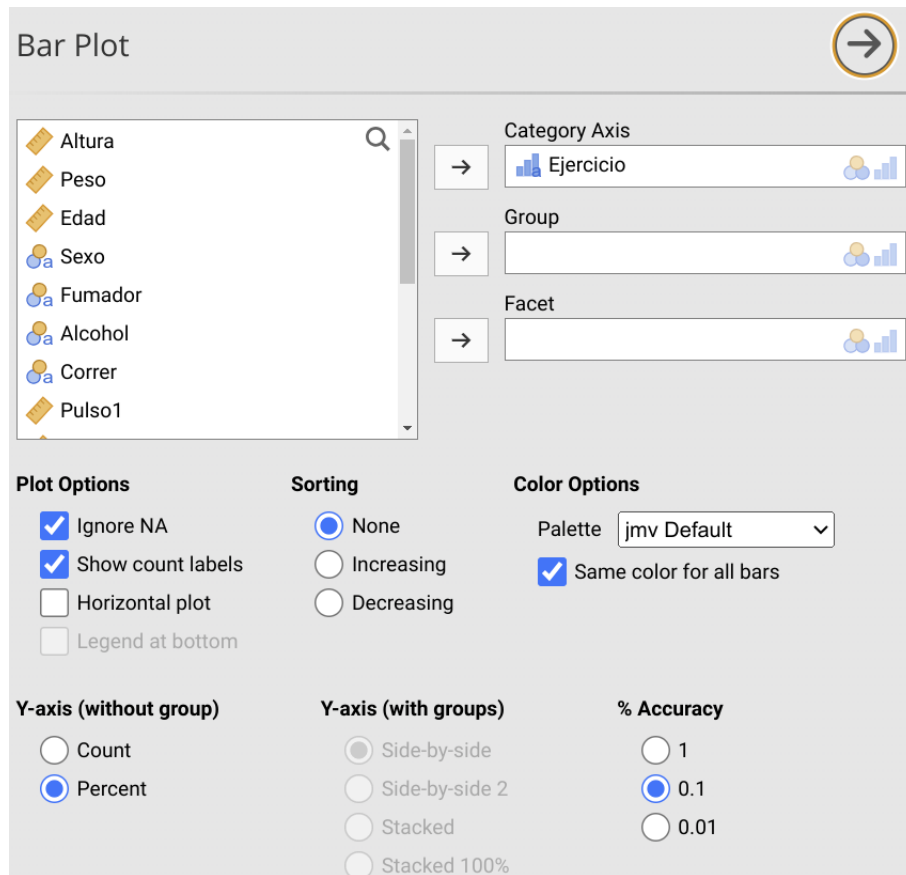 Bar Plot
Altura
Peso
Edad
Sexo
Fumador
Alcohol
Correr
Pulso1
Category Axis
Ejercicio
Group
Facet
Plot Options
Ignore NA
Show count labels
Horizontal plot
Legend at bottom
Sorting
None
Increasing
Decreasing
Color Options
Palette jmv Default
Same color for all bars
Y-axis (without group)
Count
Percent
Y-axis (with groups)
Side-by-side
Side-by-side 2
Stacked
Stacked 100%
% Accuracy
1
0.1
0.01